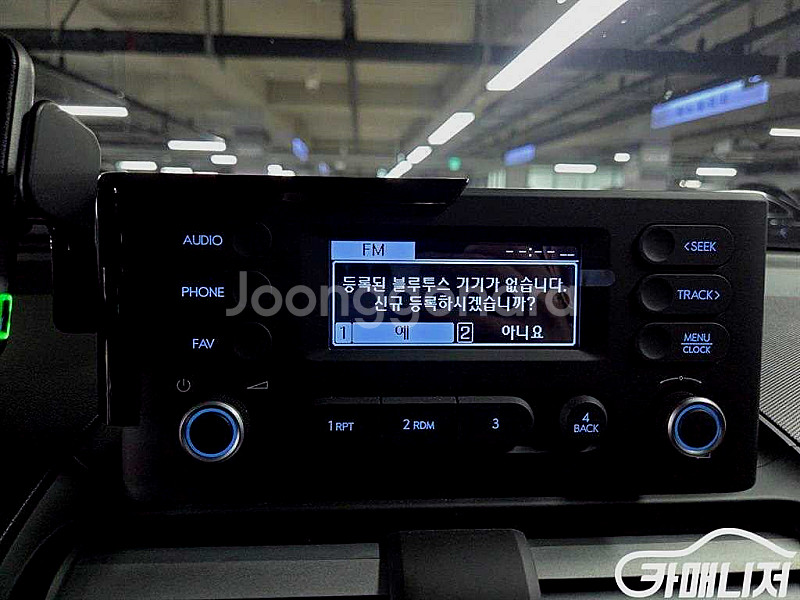 AUDIO
PHONE
FAV
FM
--:--
등록된 블루투스 기기가 없습니다.
신규 등록하시겠습니까?
1 예 2 아니요
<SEEK
TRACK>
MENU
CLOCK
1 RPT
2 RDM
3
4
BACK
Joonggonara
카매니저